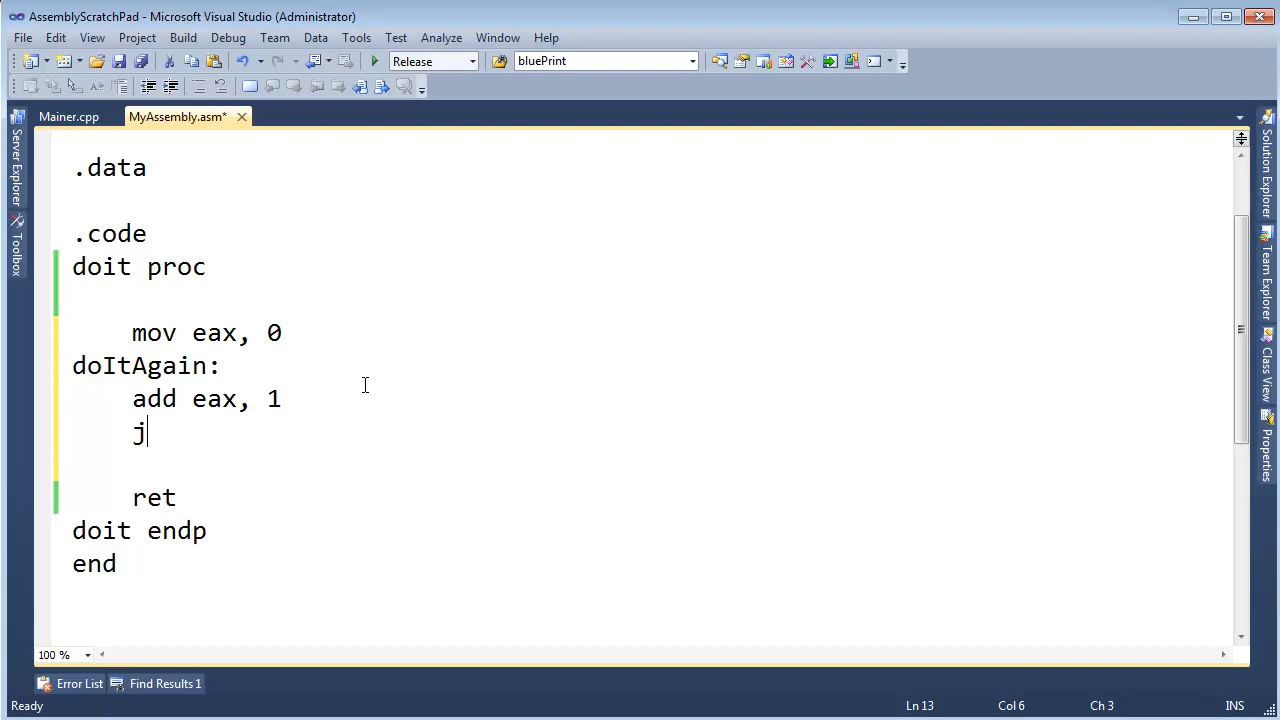 AssemblyScratchPad - Microsoft Visual Studio (Administrator)
File Edit View Project Build Debug Team Data Tools Test Analyze Window Help
Release bluePrint
Mainer.cpp MyAssembly.asm*
Server Explorer
Toolbox
Solution Explorer
Team Explorer
Class View
Properties
.data
.code
doit proc
mov eax, 0
doItAgain:
add eax, 1
j
ret
doit endp
end
100 %
Error List Find Results 1
Ready Ln 13 Col 6 Ch 3 INS